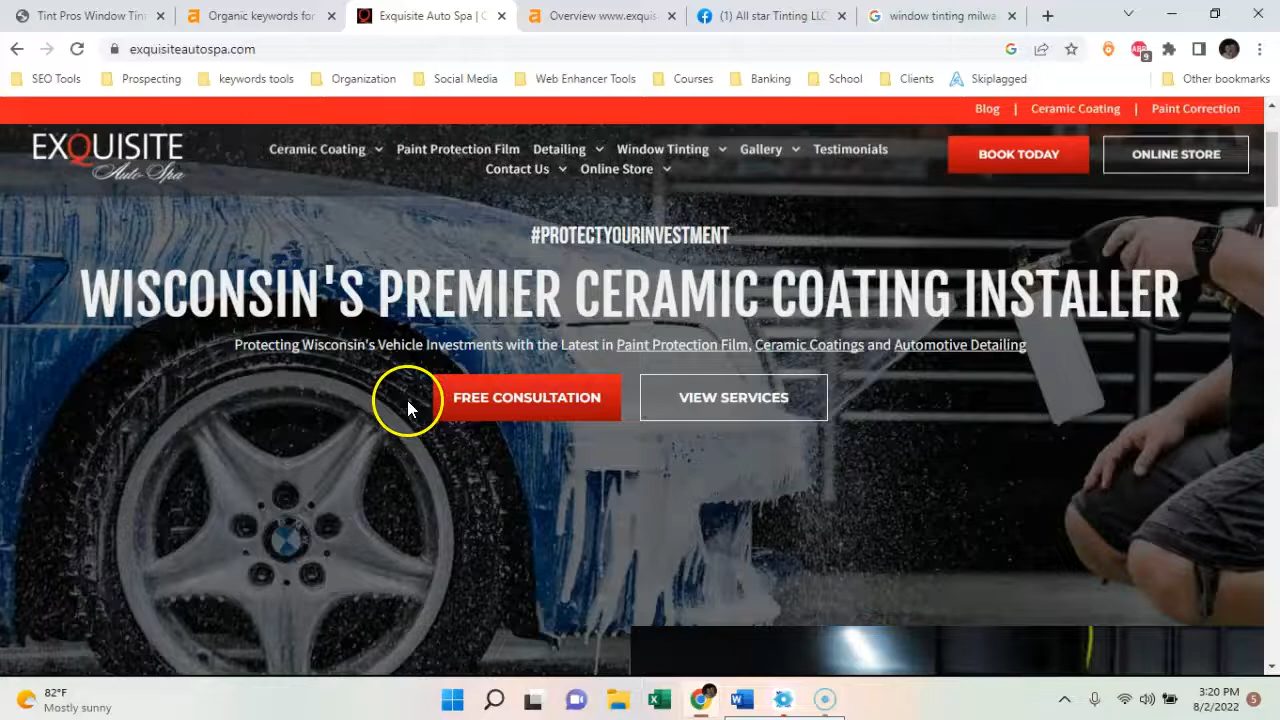 Tint Pros Window Tint
Organic keywords for
Exquisite Auto Spa | C
Overview www.exquis
(1) All star Tinting LLC
window tinting milwa
exquisiteautospa.com
ABP
9
SEO Tools
Prospecting
keywords tools
Organization
Social Media
Web Enhancer Tools
Courses
Banking
School
Clients
Skiplagged
Other bookmarks
Blog | Ceramic Coating | Paint Correction
EXQUISITE
Auto Spa
Ceramic Coating
Paint Protection Film
Detailing
Window Tinting
Gallery
Testimonials
Contact Us
Online Store
BOOK TODAY
ONLINE STORE
#PROTECTYOURINVESTMENT
WISCONSIN'S PREMIER CERAMIC COATING INSTALLER
Protecting Wisconsin's Vehicle Investments with the Latest in Paint Protection Film, Ceramic Coatings and Automotive Detailing
FREE CONSULTATION
VIEW SERVICES
82°F
Mostly sunny
3:20 PM
8/2/2022
5